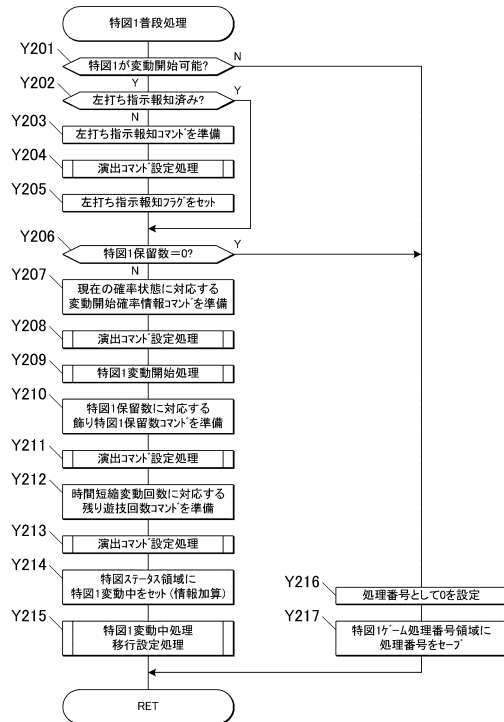 特図1普段処理
Y201
特図1が変動開始可能?
N
Y202
Y
左打ち指示報知済み?
Y
Y203
N
左打ち指示報知コマンドを準備
Y204
演出コマンド設定処理
Y205
左打ち指示報知フラグをセット
Y206
特図1保留数=0?
Y
Y207
N
現在の確率状態に対応する
変動開始確率情報コマンドを準備
Y208
演出コマンド設定処理
Y209
特図1変動開始処理
Y210
特図1保留数に対応する
飾り特図1保留数コマンドを準備
Y211
演出コマンド設定処理
Y212
時間短縮変動回数に対応する
残り遊技回数コマンドを準備
Y213
演出コマンド設定処理
Y214
特図ステータス領域に
特図1変動中をセット(情報加算)
Y215
特図1変動中処理
移行設定処理
Y216
処理番号として0を設定
Y217
特図1ゲーム処理番号領域に
処理番号をセーブ
RET